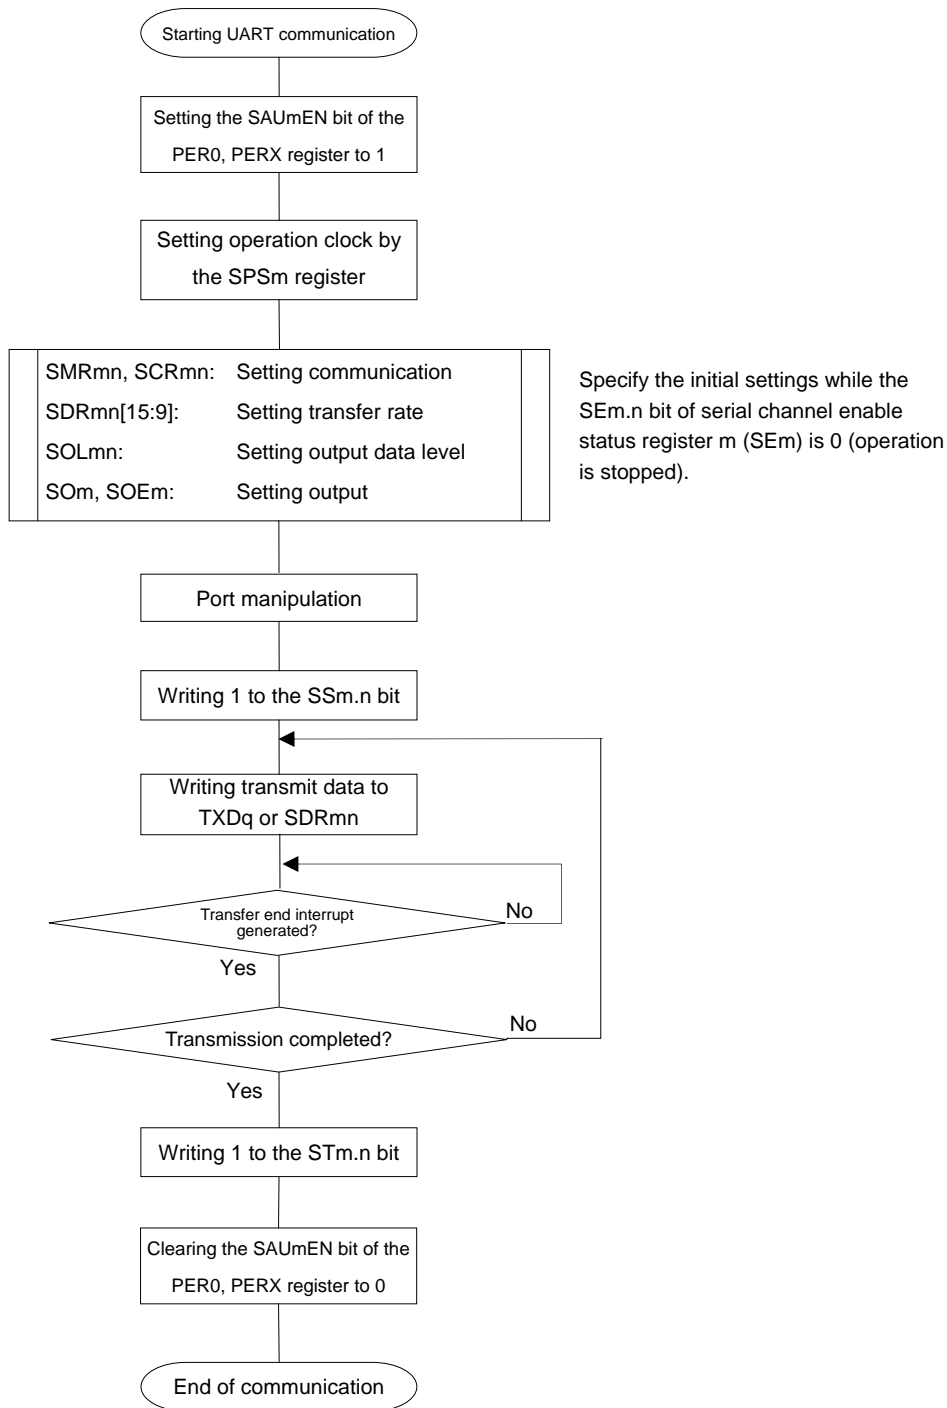 Starting UART communication
Setting the SAUmEN bit of the
PER0, PERX register to 1
Setting operation clock by
the SPSm register
SMRmn, SCRmn: Setting communication
SDRmn[15:9]: Setting transfer rate
SOLmn: Setting output data level
SOm, SOEm: Setting output
Specify the initial settings while the
SEm.n bit of serial channel enable
status register m (SEm) is 0 (operation
is stopped).
Port manipulation
Writing 1 to the SSm.n bit
Writing transmit data to
TXDq or SDRmn
Transfer end interrupt
generated?
No
Yes
Transmission completed?
No
Yes
Writing 1 to the STm.n bit
Clearing the SAUmEN bit of the
PER0, PERX register to 0
End of communication